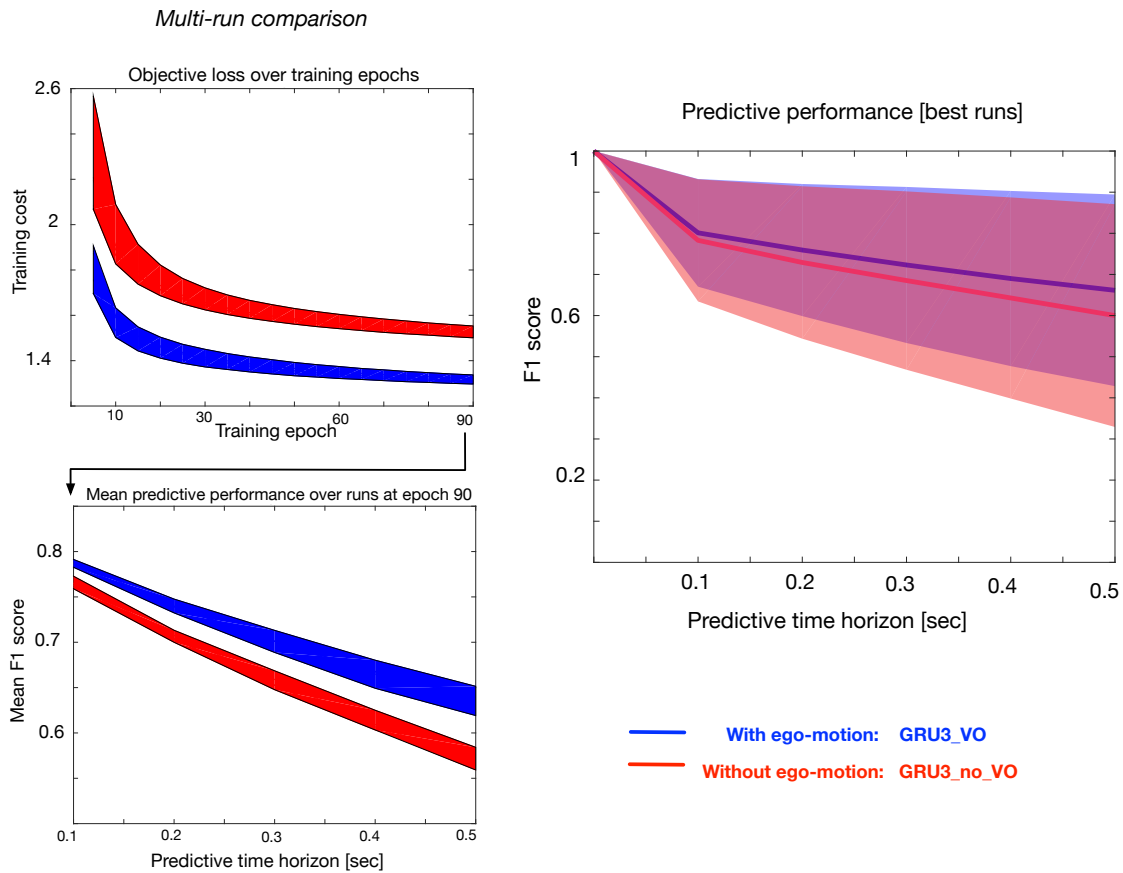 Multi-run comparison
Objective loss over training epochs
2.6
2
1.4
Training cost
10
30
60
90
Training epoch
Mean predictive performance over runs at epoch 90
0.8
0.7
0.6
Mean F1 score
0.1
0.2
0.3
0.4
0.5
Predictive time horizon [sec]
Predictive performance [best runs]
1
0.6
0.2
F1 score
0.1
0.2
0.3
0.4
0.5
Predictive time horizon [sec]
With ego-motion: GRU3_VO
Without ego-motion: GRU3_no_VO